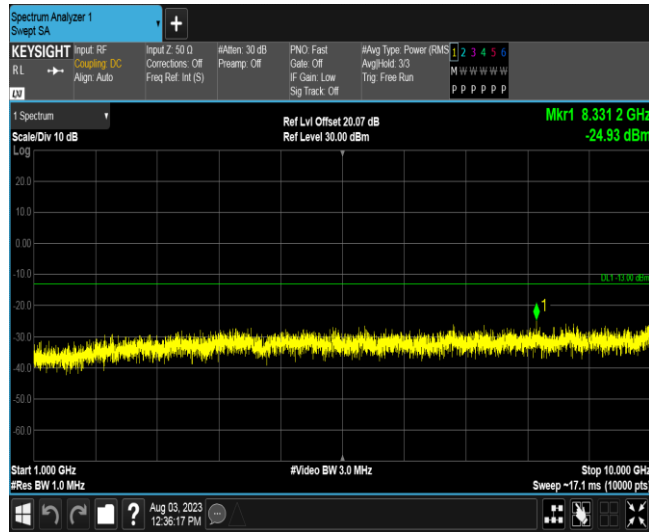 Spectrum Analyzer 1
Swept SA
KEYSIGHT
RL
LXI
Input: RF
Coupling: DC
Align: Auto
Input Z: 50 Ω
Corrections: Off
Freq Ref: Int (S)
#Atten: 30 dB
Preamp: Off
PNO: Fast
Gate: Off
IF Gain: Low
Sig Track: Off
#Avg Type: Power (RMS
Avg|Hold: 3/3
Trig: Free Run
1 2 3 4 5 6
M W W W W W
P P P P P P
1 Spectrum
Scale/Div 10 dB
Log
Ref Lvl Offset 20.07 dB
Ref Level 30.00 dBm
Mkr1 8.331 2 GHz
-24.93 dBm
20.0
10.0
0.00
-10.0
DL1 -13.00 dBm
-20.0
1
-30.0
-40.0
-50.0
-60.0
Start 1.000 GHz
#Res BW 1.0 MHz
#Video BW 3.0 MHz
Stop 10.000 GHz
Sweep ~17.1 ms (10000 pts)
?
Aug 03, 2023
12:36:17 PM